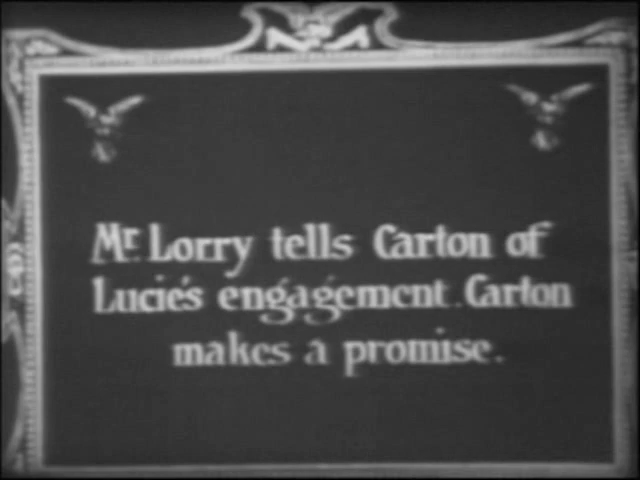 Mr. Lorry tells Carton of
Lucie's engagement. Carton
makes a promise.